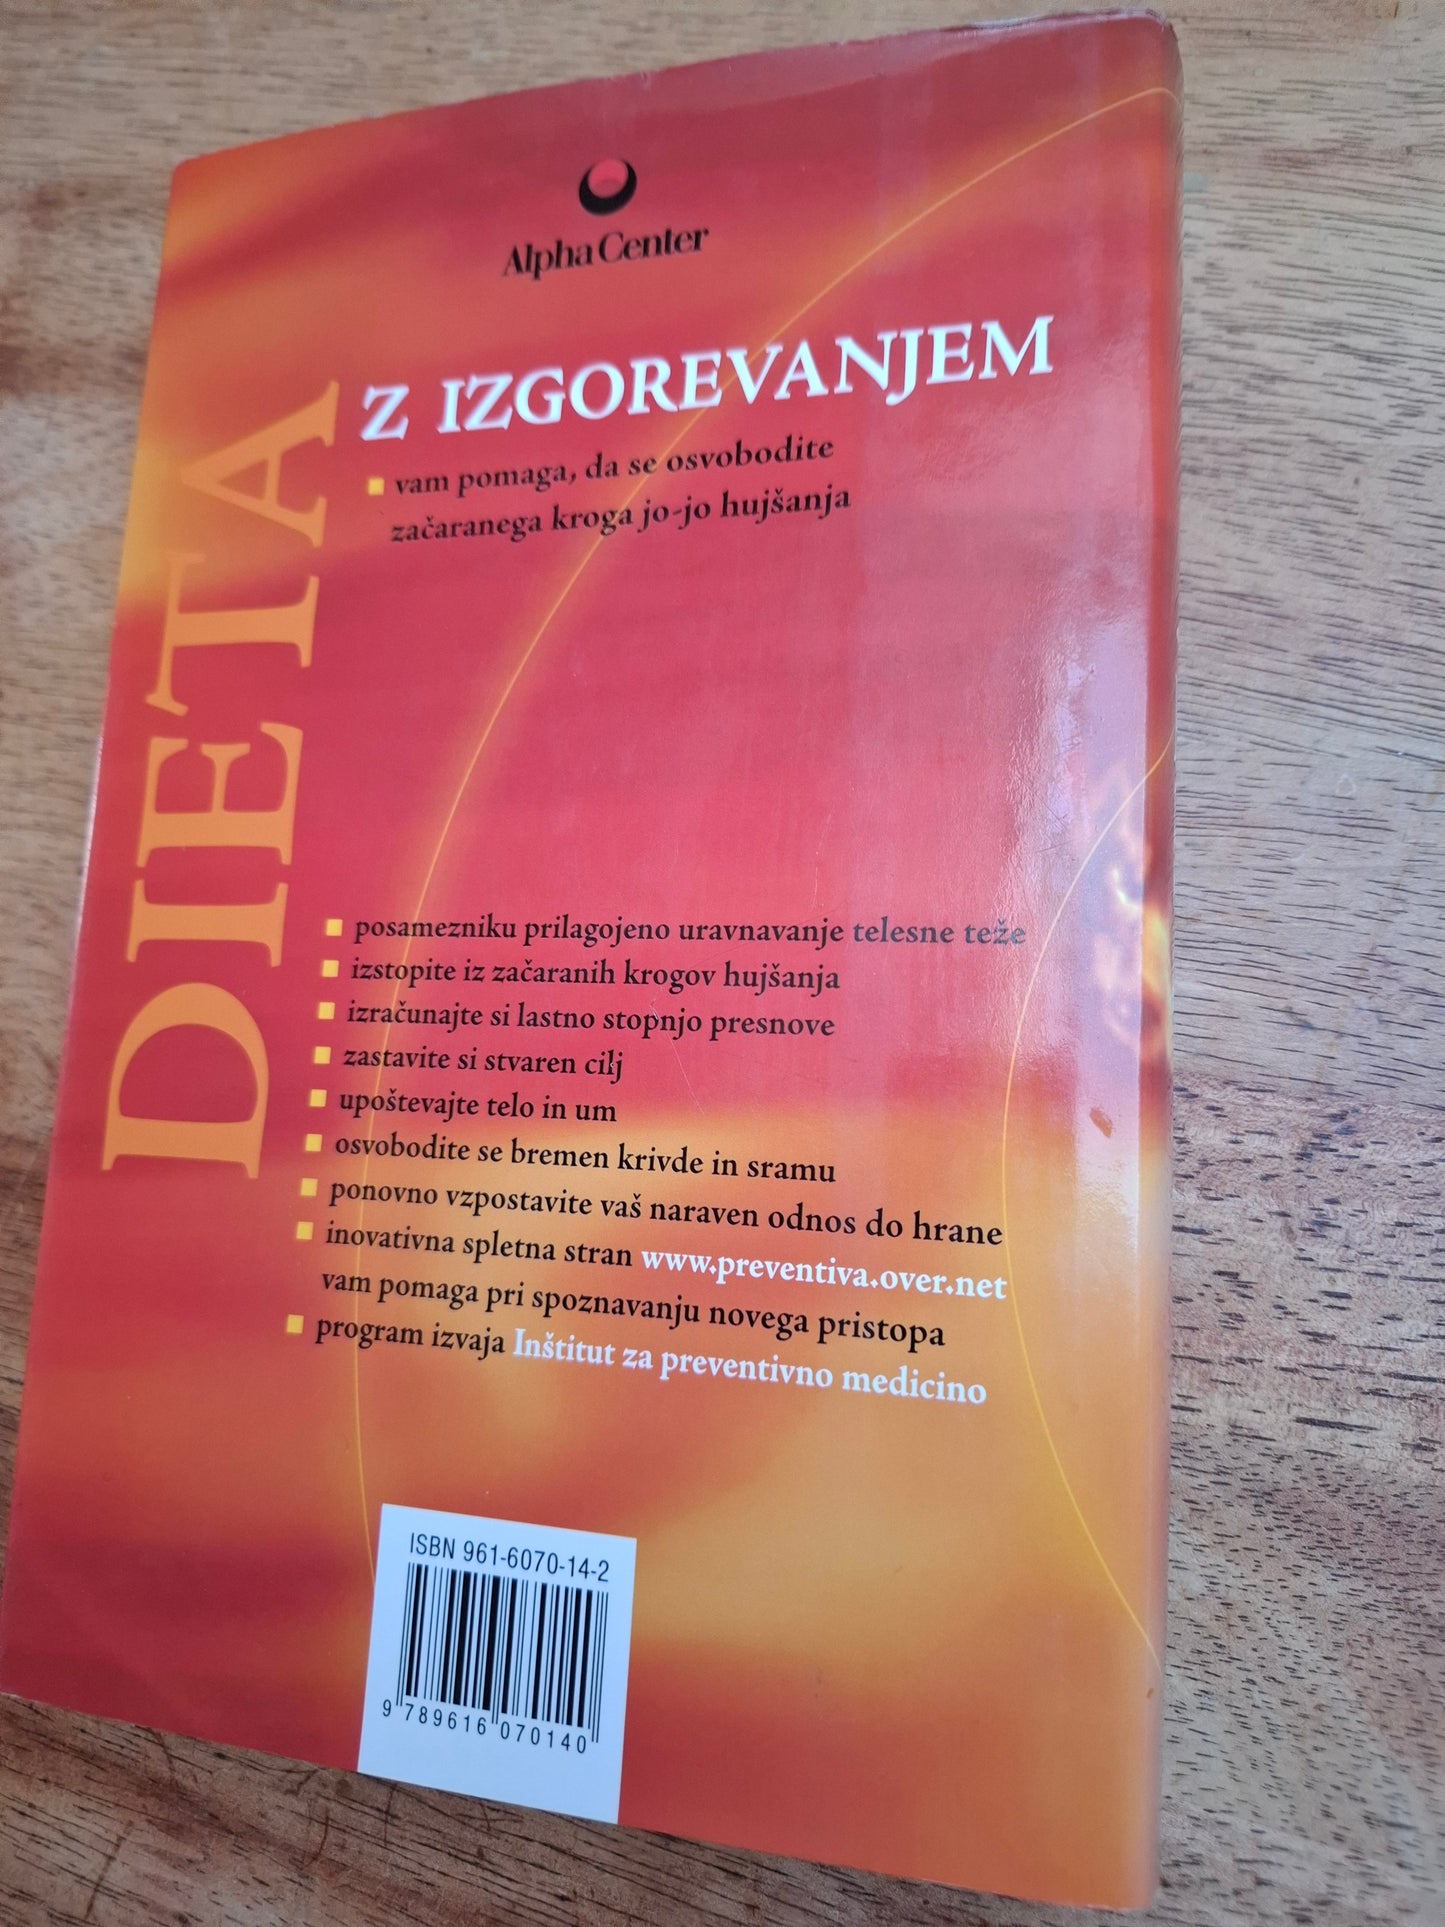 Alpha Center
DIETA
Z IZGOREVANJEM
vam pomaga, da se osvobodite
začaranega kroga jo-jo hujšanja
posamezniku prilagojeno uravnavanje telesne teže
izstopite iz začaranih krogov hujšanja
izračunajte si lastno stopnjo presnove
zastavite si stvaren cilj
upoštevajte telo in um
osvobodite se bremen krivde in sramu
ponovno vzpostavite vaš naraven odnos do hrane
inovativna spletna stran www.preventiva.over.net
vam pomaga pri spoznavanju novega pristopa
program izvaja Inštitut za preventivno medicino
ISBN 961-6070-14-2
9 789616 070140